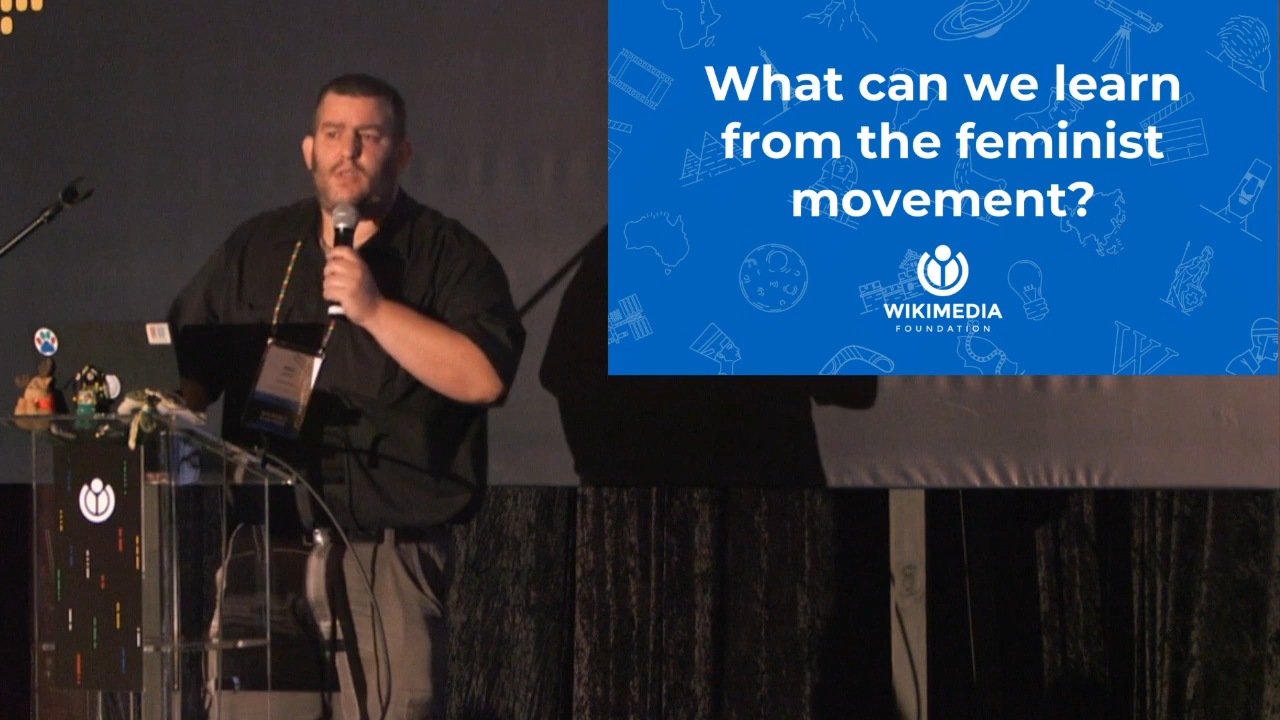 What can we learn
from the feminist
movement?
WIKIMEDIA
FOUNDATION